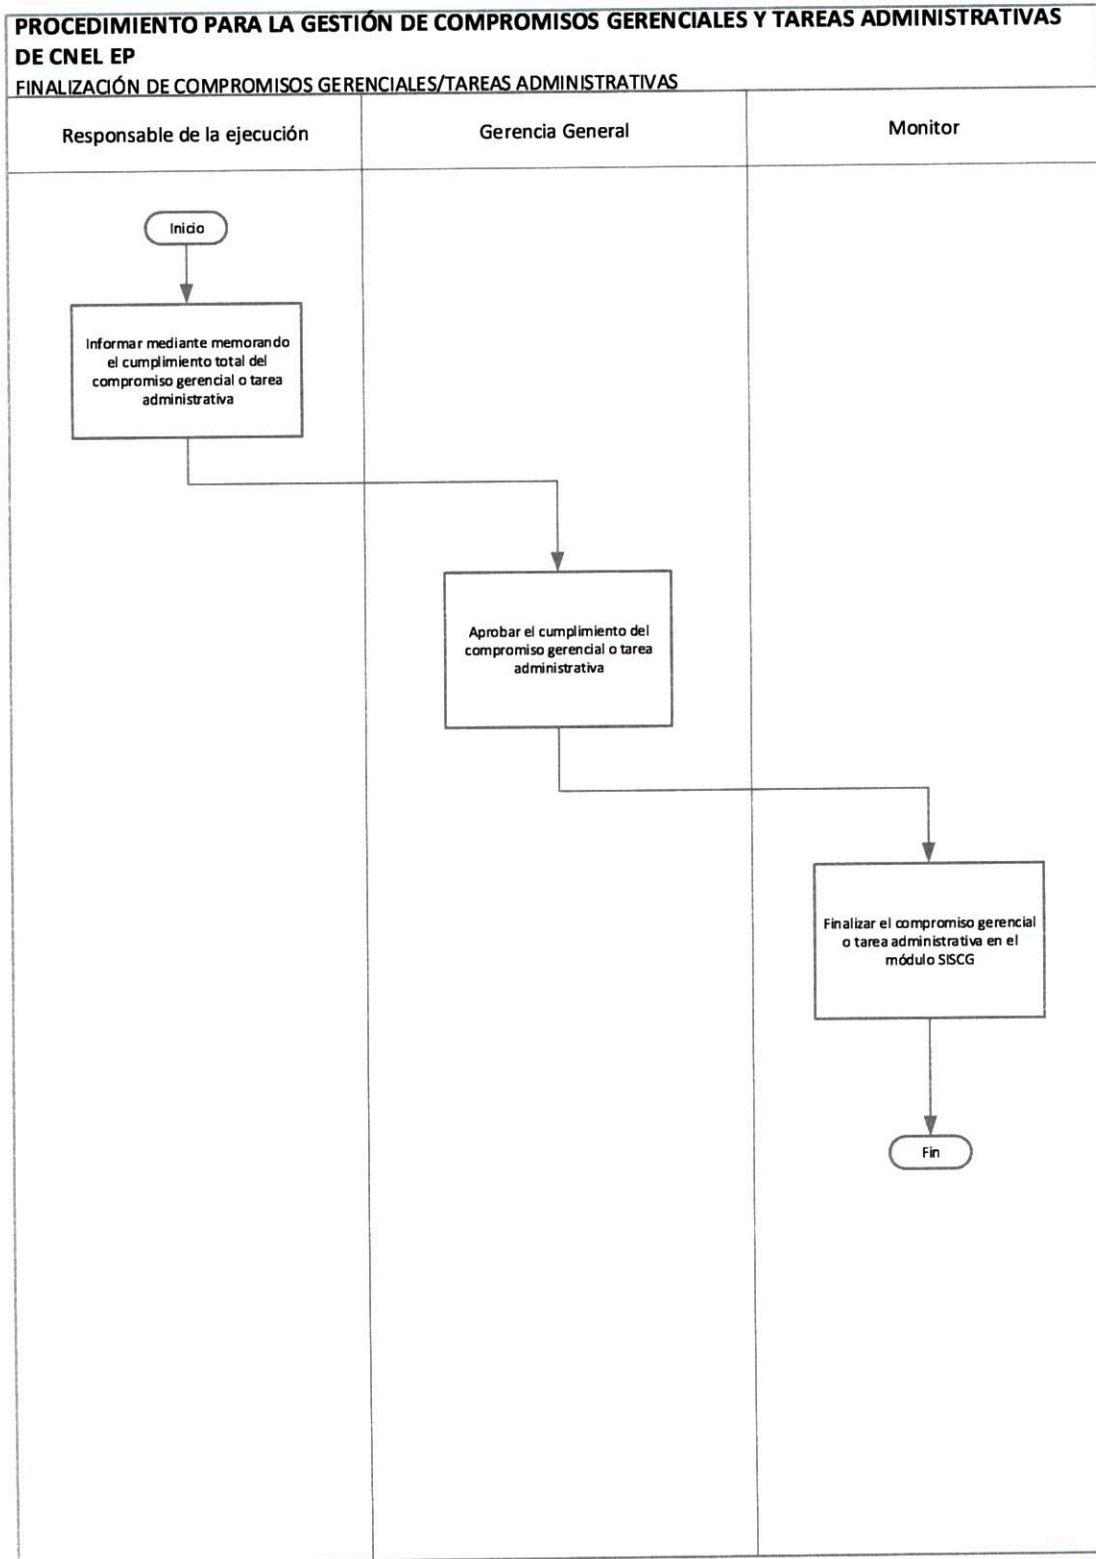 PROCEDIMIENTO PARA LA GESTIÓN DE COMPROMISOS GERENCIALES Y TAREAS ADMINISTRATIVAS
DE CNEL EP
FINALIZACIÓN DE COMPROMISOS GERENCIALES/TAREAS ADMINISTRATIVAS
Responsable de la ejecución
Gerencia General
Monitor
Inicio
Informar mediante memorando
el cumplimiento total del
compromiso gerencial o tarea
administrativa
Aprobar el cumplimiento del
compromiso gerencial o tarea
administrativa
Finalizar el compromiso gerencial
o tarea administrativa en el
módulo SISCG
Fin